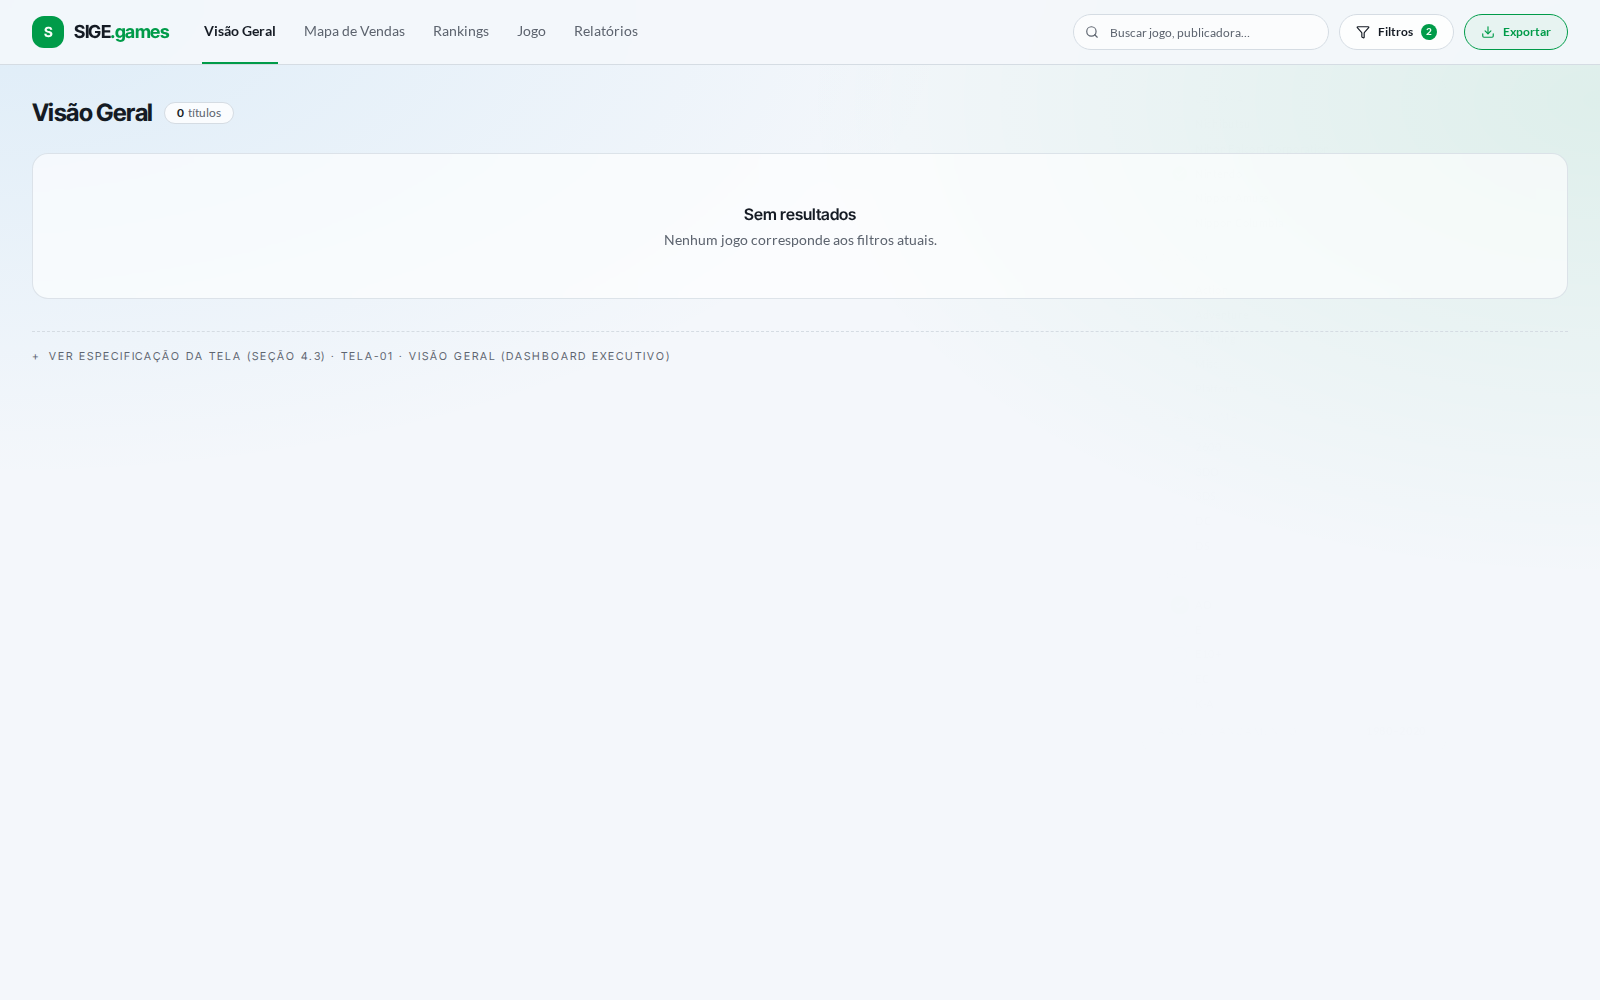 S SIGE.games Visão Geral Mapa de Vendas Rankings Jogo Relatórios Buscar jogo, publicadora... Filtros 2 Exportar
Visão Geral 0 títulos
Sem resultados
Nenhum jogo corresponde aos filtros atuais.
+ VER ESPECIFICAÇÃO DA TELA (SEÇÃO 4.3) · TELA-01 · VISÃO GERAL (DASHBOARD EXECUTIVO)